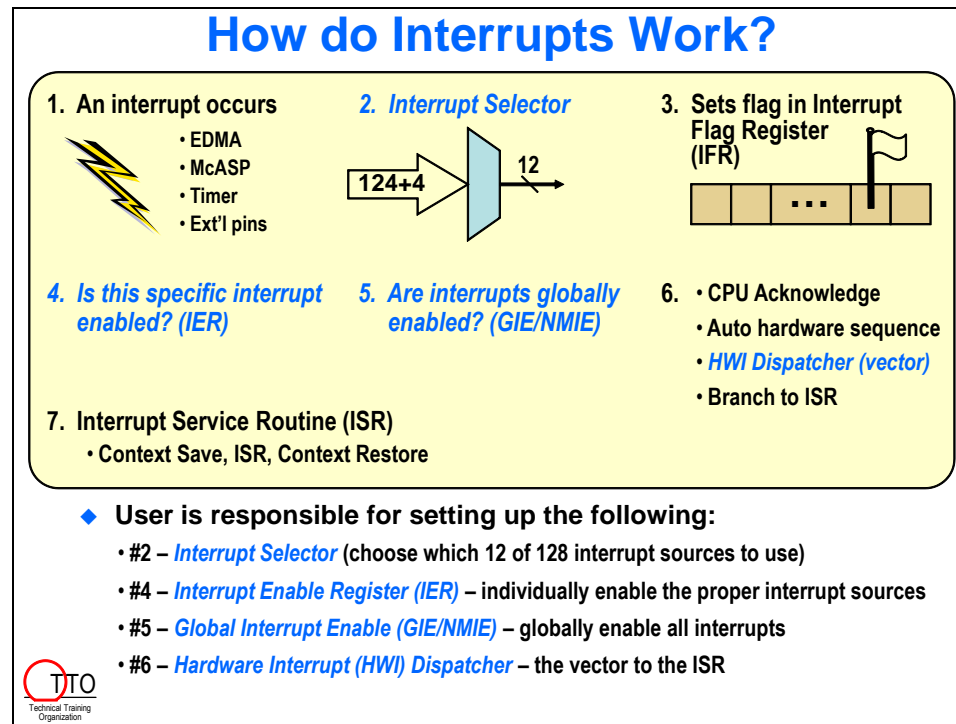 How do Interrupts Work?
1. An interrupt occurs
• EDMA
• McASP
• Timer
• Ext'l pins
2. Interrupt Selector
124+4
12
3. Sets flag in Interrupt
Flag Register
(IFR)
...
4. Is this specific interrupt
enabled? (IER)
5. Are interrupts globally
enabled? (GIE/NMIE)
6. • CPU Acknowledge
• Auto hardware sequence
• HWI Dispatcher (vector)
• Branch to ISR
7. Interrupt Service Routine (ISR)
• Context Save, ISR, Context Restore
◆ User is responsible for setting up the following:
• #2 – Interrupt Selector (choose which 12 of 128 interrupt sources to use)
• #4 – Interrupt Enable Register (IER) – individually enable the proper interrupt sources
• #5 – Global Interrupt Enable (GIE/NMIE) – globally enable all interrupts
• #6 – Hardware Interrupt (HWI) Dispatcher – the vector to the ISR
TTO
Technical Training
Organization